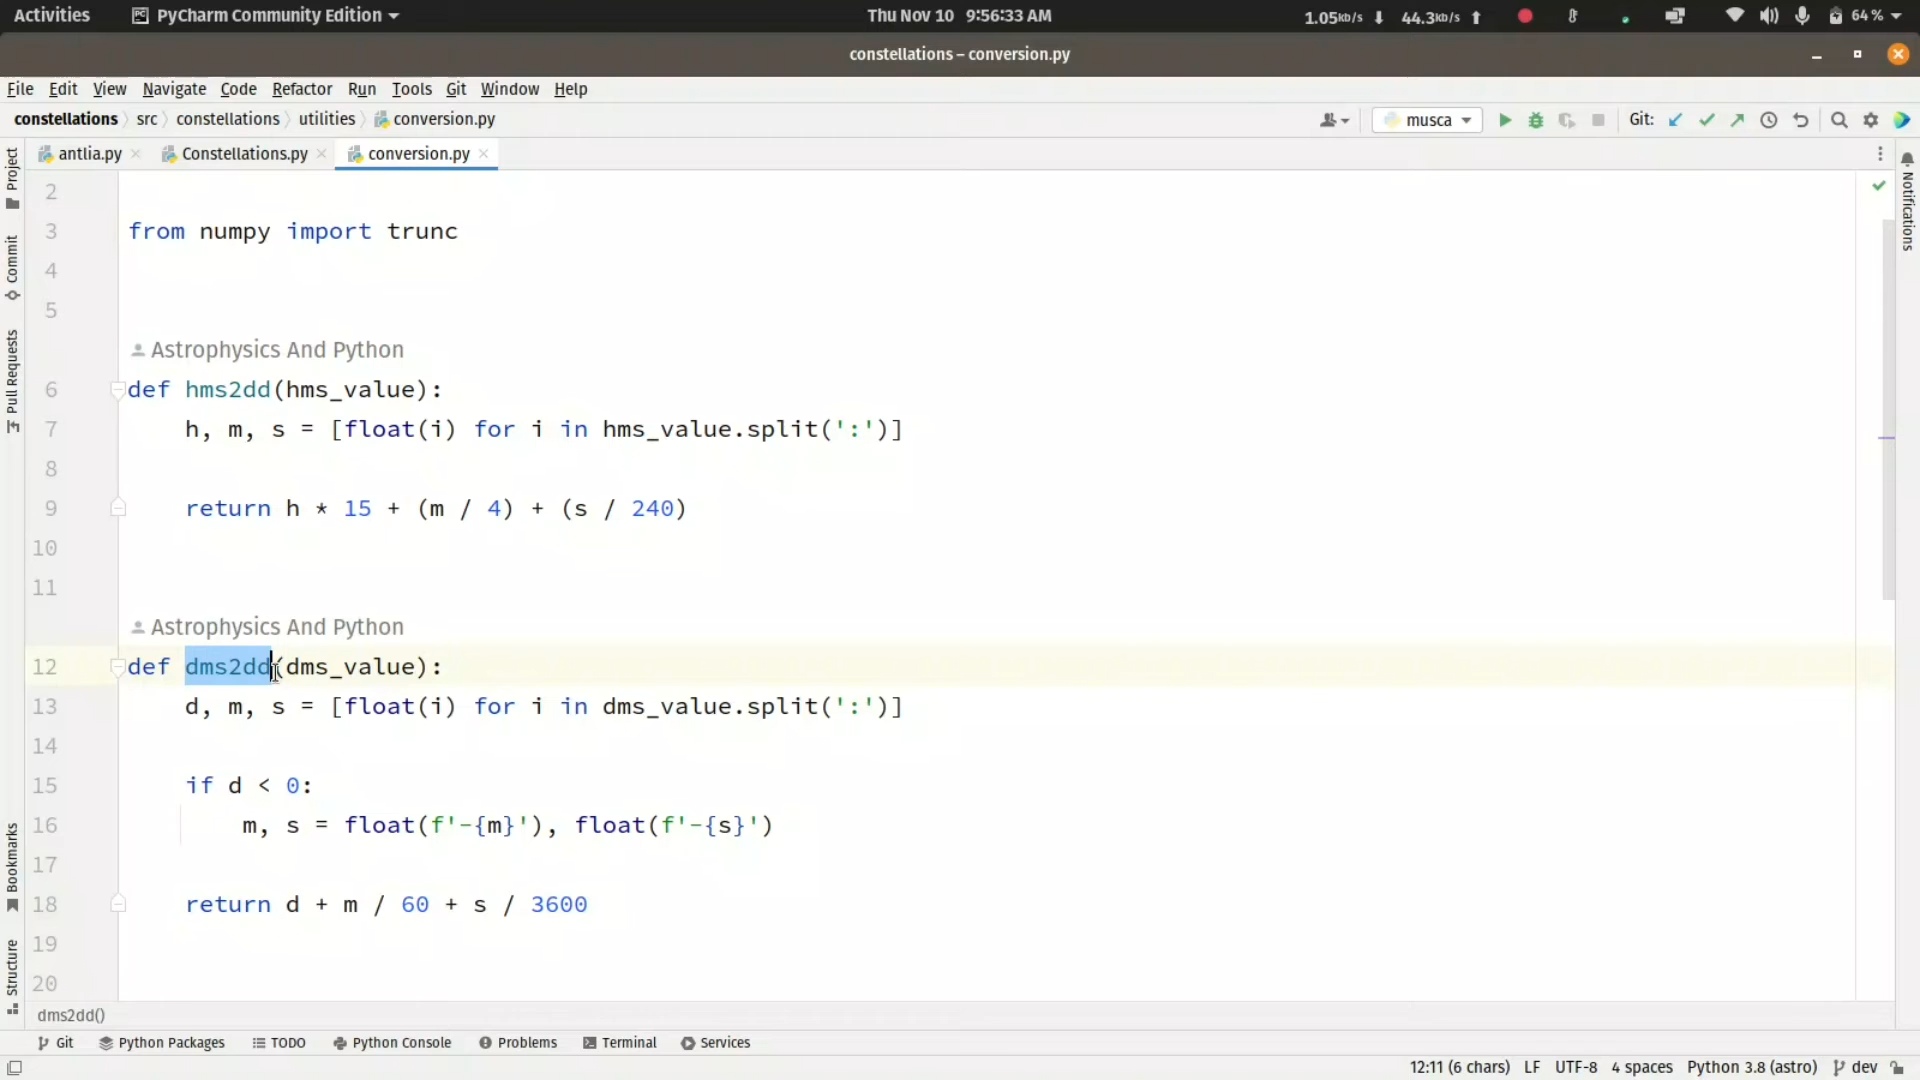 Activities PyCharm Community Edition Thu Nov 10 9:56:33 AM 1.05kb/s 44.3kb/s 64%
constellations – conversion.py
File Edit View Navigate Code Refactor Run Tools Git Window Help
constellations src constellations utilities conversion.py musca Git:
antlia.py Constellations.py conversion.py
Project
Commit
Pull Requests
Bookmarks
Structure
Notifications
2
3 from numpy import trunc
4
5
Astrophysics And Python
6 def hms2dd(hms_value):
7 h, m, s = [float(i) for i in hms_value.split(':')]
8
9 return h * 15 + (m / 4) + (s / 240)
10
11
Astrophysics And Python
12 def dms2dd(dms_value):
13 d, m, s = [float(i) for i in dms_value.split(':')]
14
15 if d < 0:
16 m, s = float(f'-{m}'), float(f'-{s}')
17
18 return d + m / 60 + s / 3600
19
20
dms2dd()
Git Python Packages TODO Python Console Problems Terminal Services
12:11 (6 chars) LF UTF-8 4 spaces Python 3.8 (astro) dev